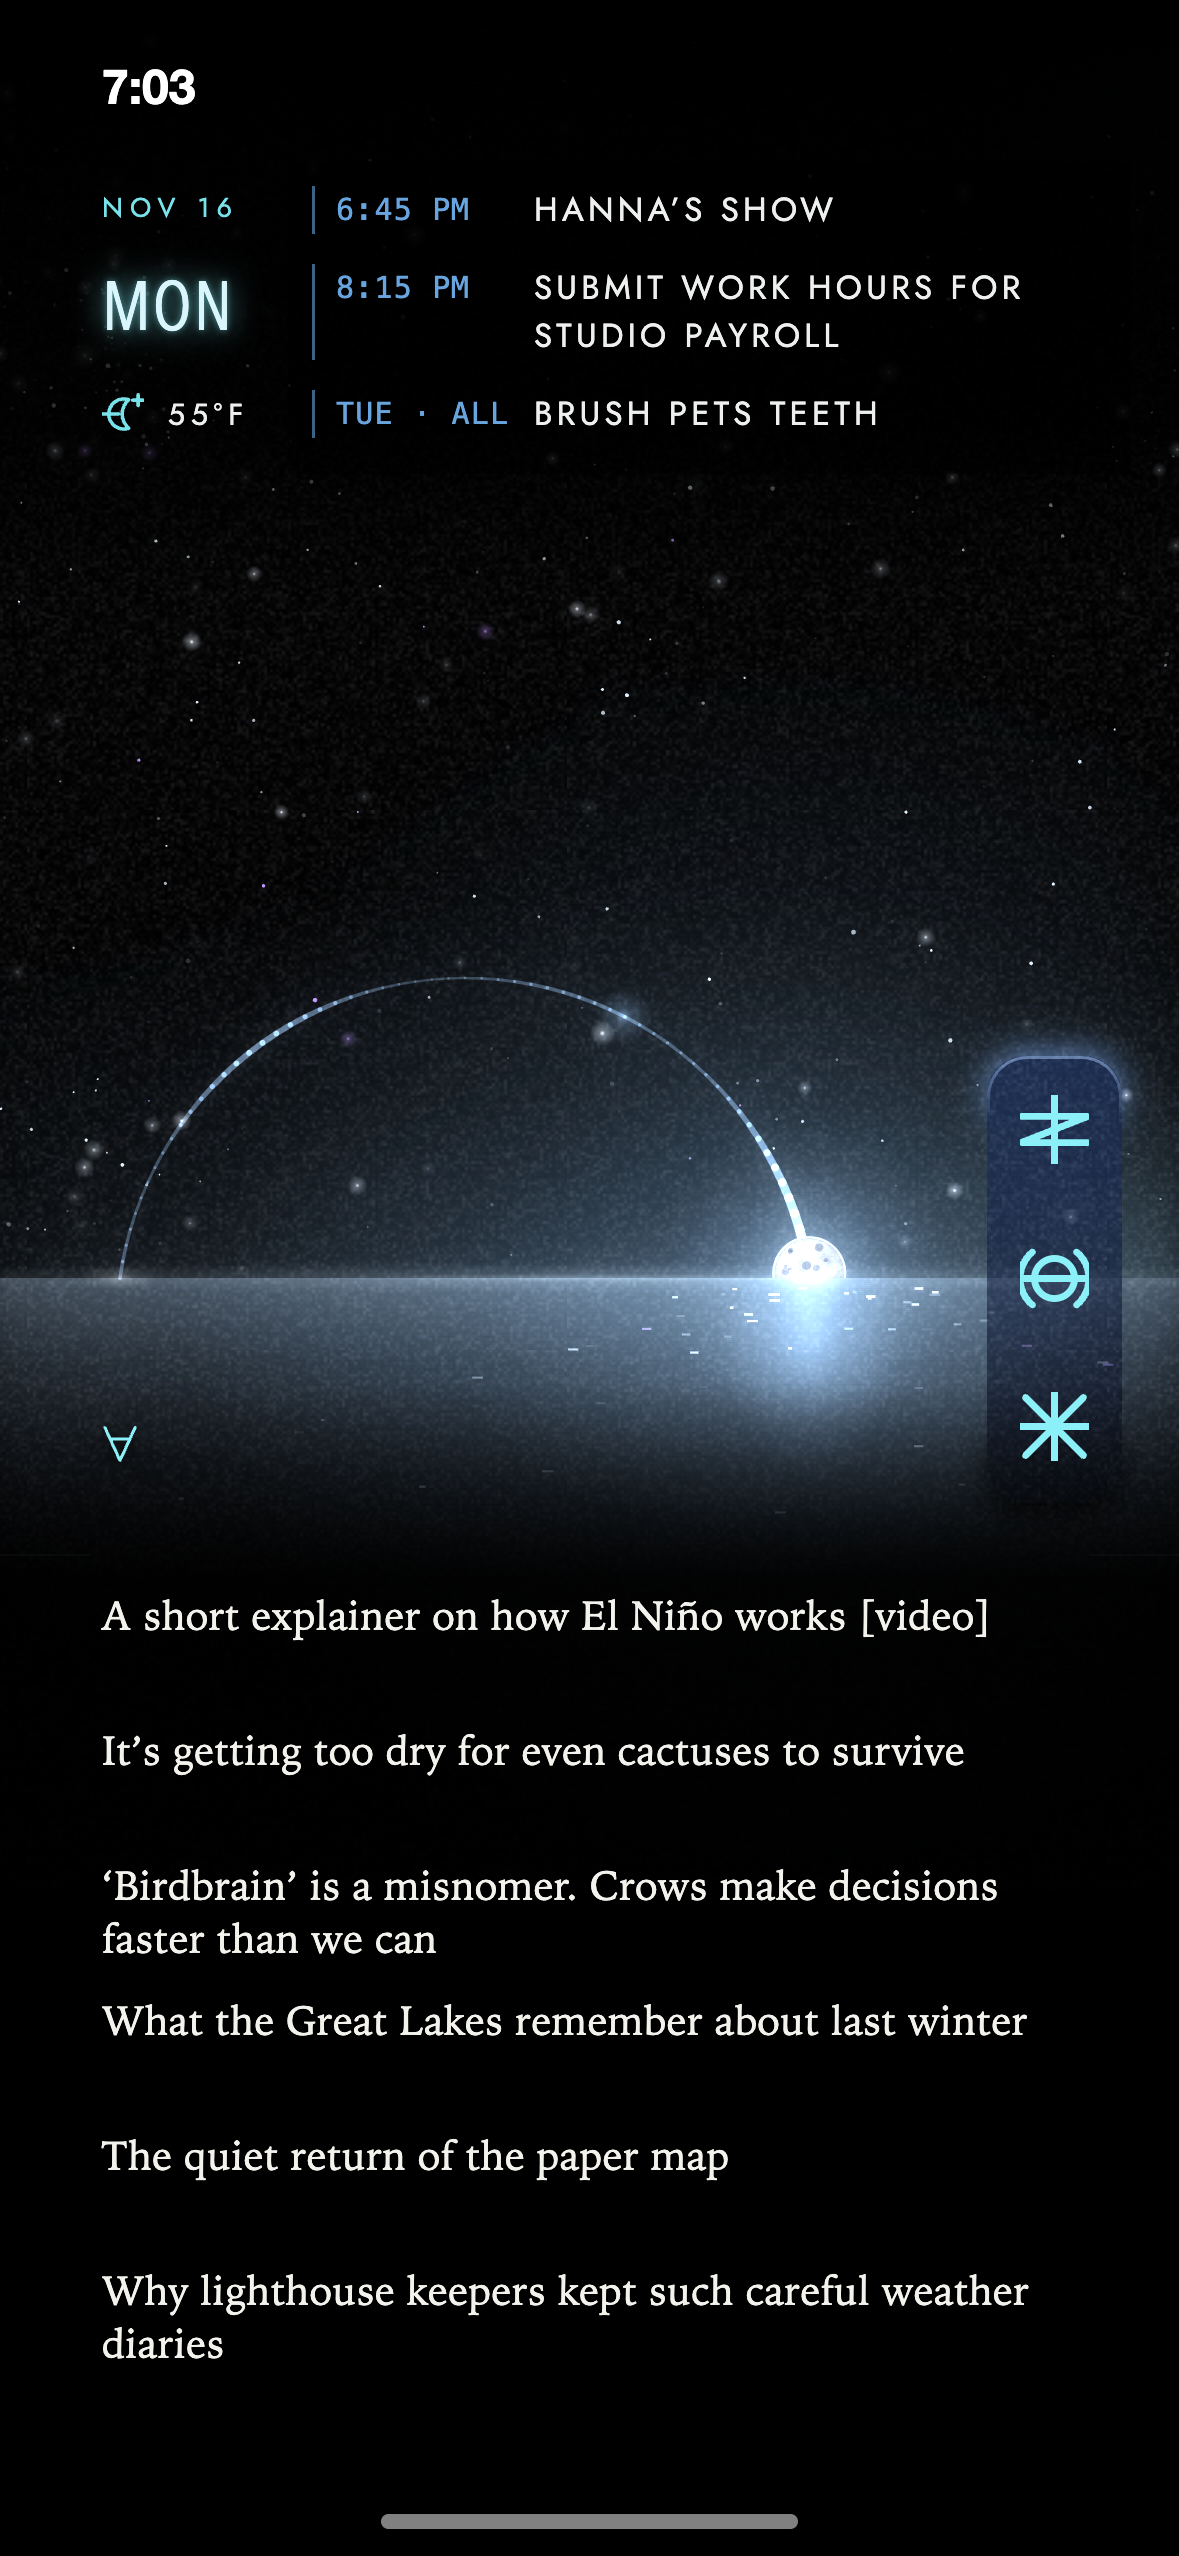 7:03
NOV 16
MON
55°F
6:45 PM HANNA’S SHOW
8:15 PM SUBMIT WORK HOURS FOR
STUDIO PAYROLL
TUE · ALL BRUSH PETS TEETH
A short explainer on how El Niño works [video]
It’s getting too dry for even cactuses to survive
‘Birdbrain’ is a misnomer. Crows make decisions
faster than we can
What the Great Lakes remember about last winter
The quiet return of the paper map
Why lighthouse keepers kept such careful weather
diaries